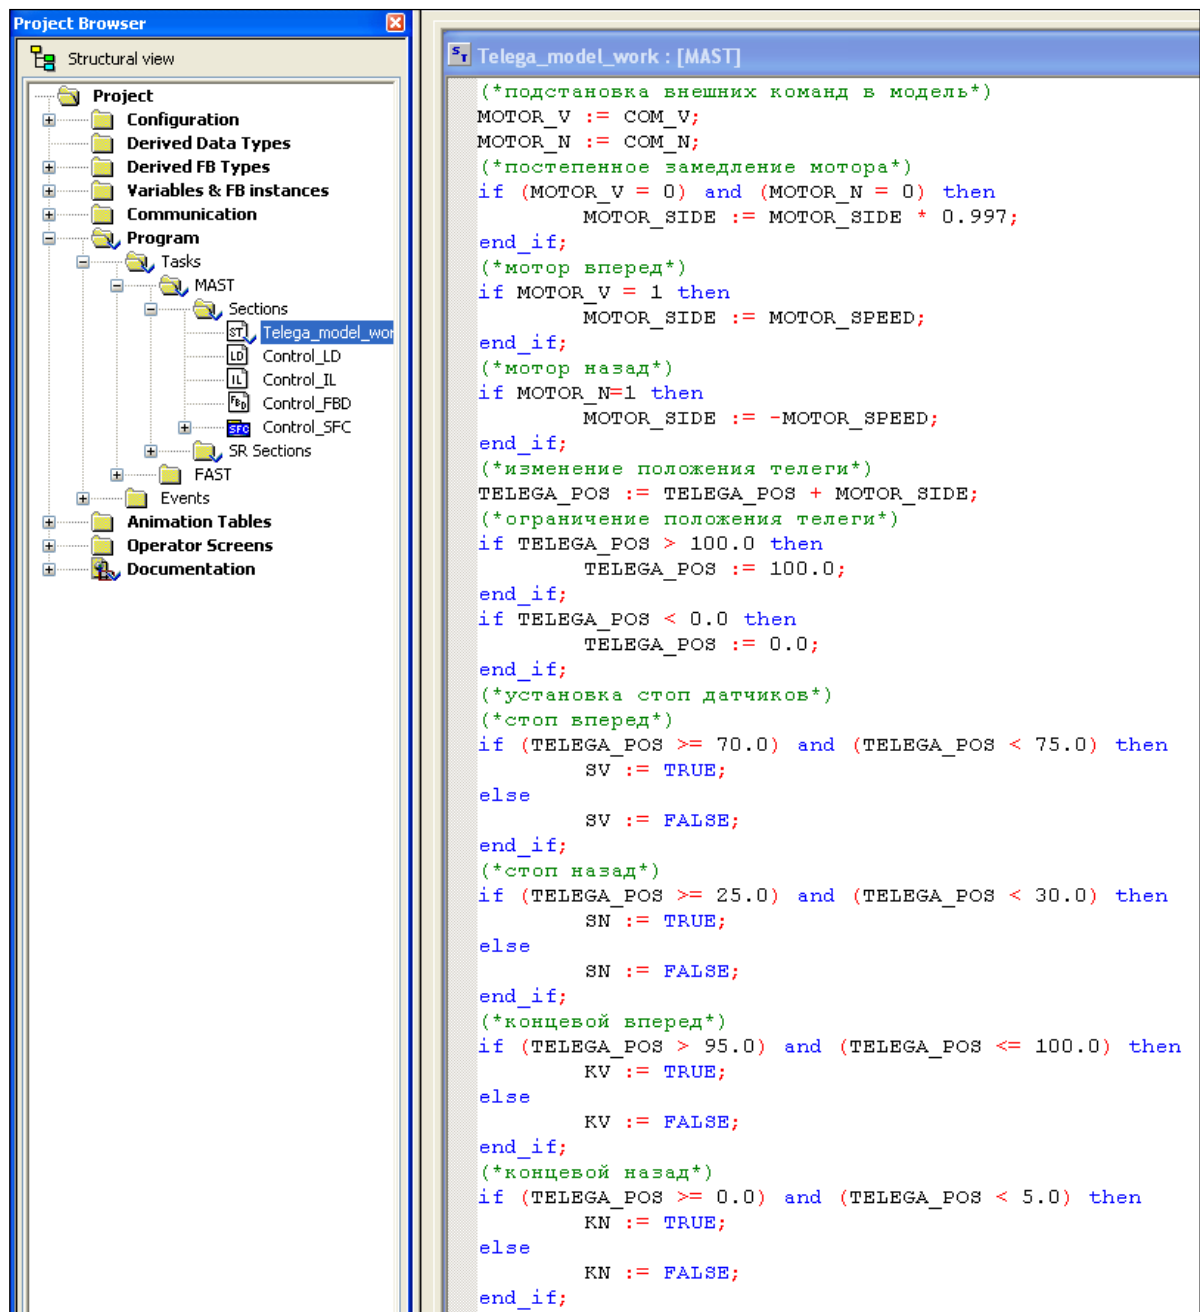 Project Browser
Structural view
Project
Configuration
Derived Data Types
Derived FB Types
Variables & FB instances
Communication
Program
Tasks
MAST
Sections
ST Telega_model_wor
LD Control_LD
IL Control_IL
FBD Control_FBD
SFC Control_SFC
SR Sections
FAST
Events
Animation Tables
Operator Screens
Documentation
ST Telega_model_work : [MAST]
(*подстановка внешних команд в модель*)
MOTOR_V := COM_V;
MOTOR_N := COM_N;
(*постепенное замедление мотора*)
if (MOTOR_V = 0) and (MOTOR_N = 0) then
MOTOR_SIDE := MOTOR_SIDE * 0.997;
end_if;
(*мотор вперед*)
if MOTOR_V = 1 then
MOTOR_SIDE := MOTOR_SPEED;
end_if;
(*мотор назад*)
if MOTOR_N=1 then
MOTOR_SIDE := -MOTOR_SPEED;
end_if;
(*изменение положения телеги*)
TELEGA_POS := TELEGA_POS + MOTOR_SIDE;
(*ограничение положения телеги*)
if TELEGA_POS > 100.0 then
TELEGA_POS := 100.0;
end_if;
if TELEGA_POS < 0.0 then
TELEGA_POS := 0.0;
end_if;
(*установка стоп датчиков*)
(*стоп вперед*)
if (TELEGA_POS >= 70.0) and (TELEGA_POS < 75.0) then
SV := TRUE;
else
SV := FALSE;
end_if;
(*стоп назад*)
if (TELEGA_POS >= 25.0) and (TELEGA_POS < 30.0) then
SN := TRUE;
else
SN := FALSE;
end_if;
(*концевой вперед*)
if (TELEGA_POS > 95.0) and (TELEGA_POS <= 100.0) then
KV := TRUE;
else
KV := FALSE;
end_if;
(*концевой назад*)
if (TELEGA_POS >= 0.0) and (TELEGA_POS < 5.0) then
KN := TRUE;
else
KN := FALSE;
end_if;